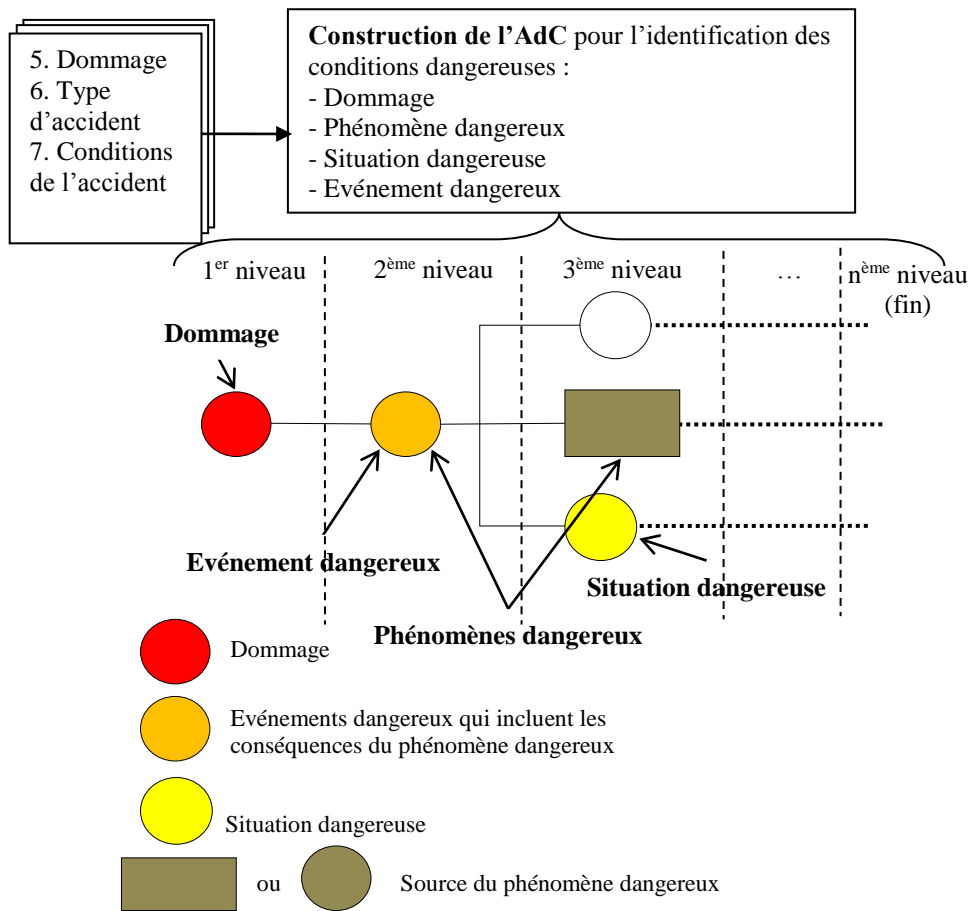 5. Dommage
6. Type
d’accident
7. Conditions
de l’accident
Construction de l’AdC pour l’identification des
conditions dangereuses :
- Dommage
- Phénomène dangereux
- Situation dangereuse
- Evénement dangereux
1er niveau
2ème niveau
3ème niveau
…
nème niveau
(fin)
Dommage
Evénement dangereux
Situation dangereuse
Phénomènes dangereux
Dommage
Evénements dangereux qui incluent les
conséquences du phénomène dangereux
Situation dangereuse
ou
Source du phénomène dangereux